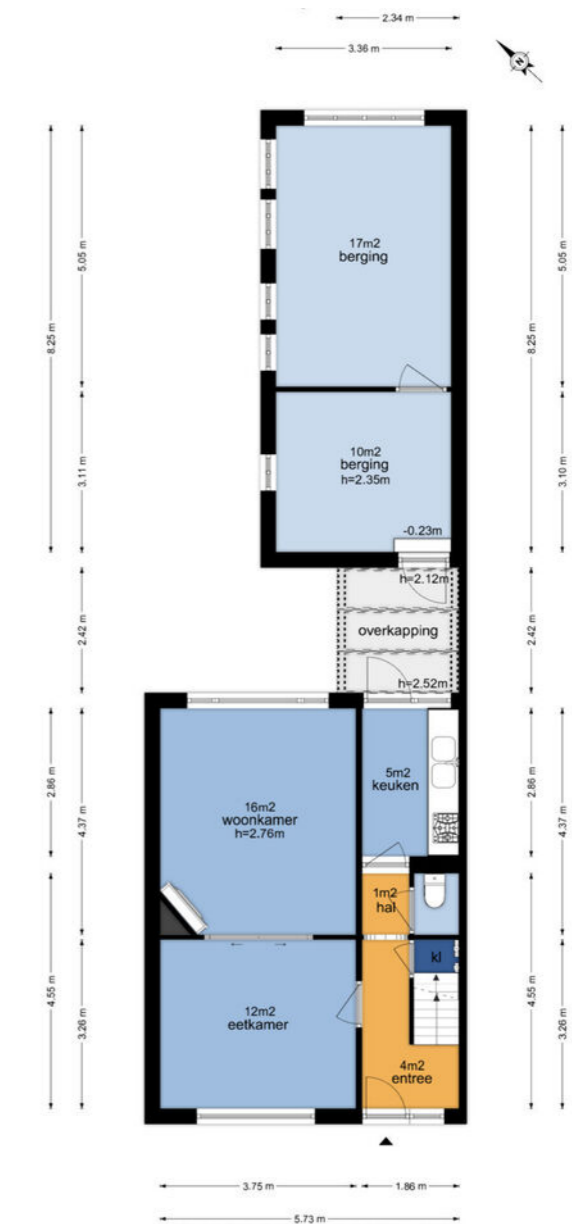 2.34 m
3.36 m
N
5.05 m
8.25 m
3.11 m
17m2
berging
10m2
berging
h=2.35m
-0.23m
5.05 m
8.25 m
3.10 m
h=2.12m
overkapping
h=2.52m
2.42 m
2.42 m
2.86 m
4.37 m
4.55 m
3.26 m
16m2
woonkamer
h=2.76m
5m2
keuken
1m2
hal
kl
12m2
eetkamer
4m2
entree
2.86 m
4.37 m
4.55 m
3.26 m
3.75 m
1.86 m
5.73 m